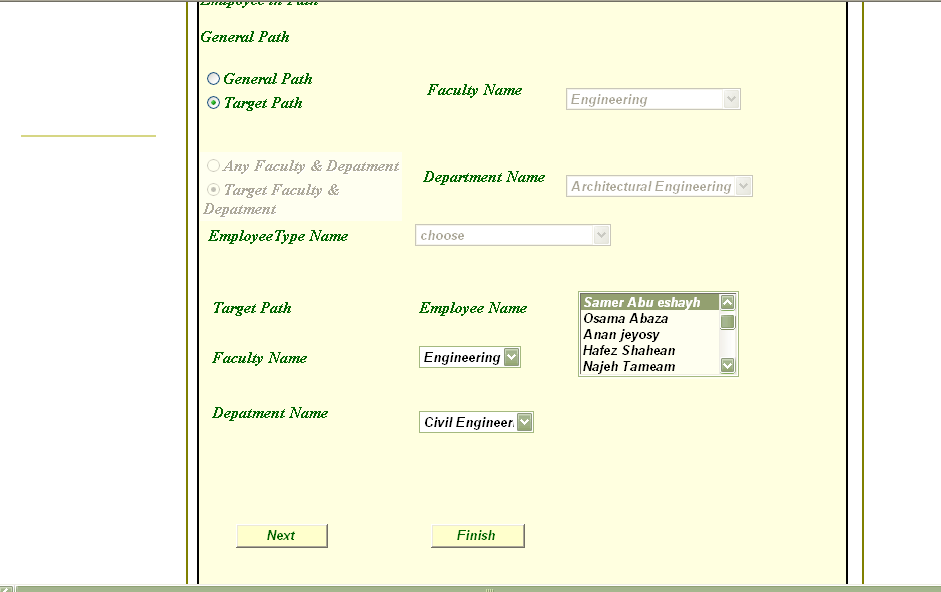 Employee in Path
General Path
General Path
Target Path
Faculty Name
Engineering
Any Faculty & Depatment
Target Faculty &
Depatment
Department Name
Architectural Engineering
EmployeeType Name
choose
Target Path
Employee Name
Samer Abu eshayh
Osama Abaza
Anan jeyosy
Hafez Shahean
Najeh Tameam
Faculty Name
Engineering
Depatment Name
Civil Engineer
Next
Finish